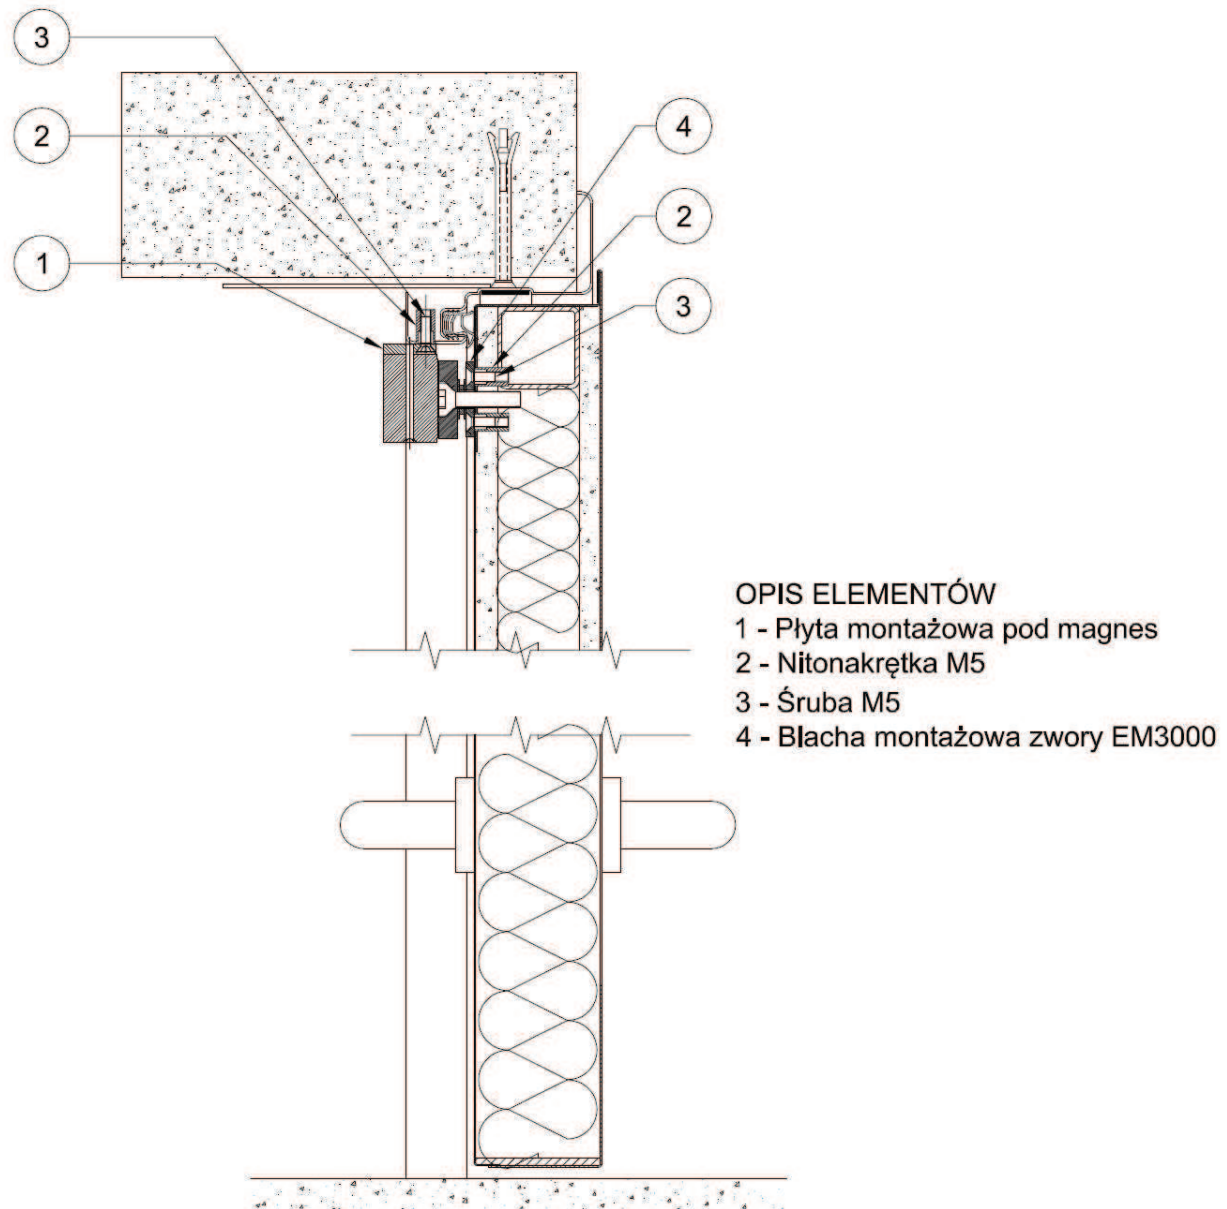 3
2
1
4
2
3
OPIS ELEMENTÓW
1 - Płyta montażowa pod magnes
2 - Nitonakrętka M5
3 - Śruba M5
4 - Blacha montażowa zwory EM3000